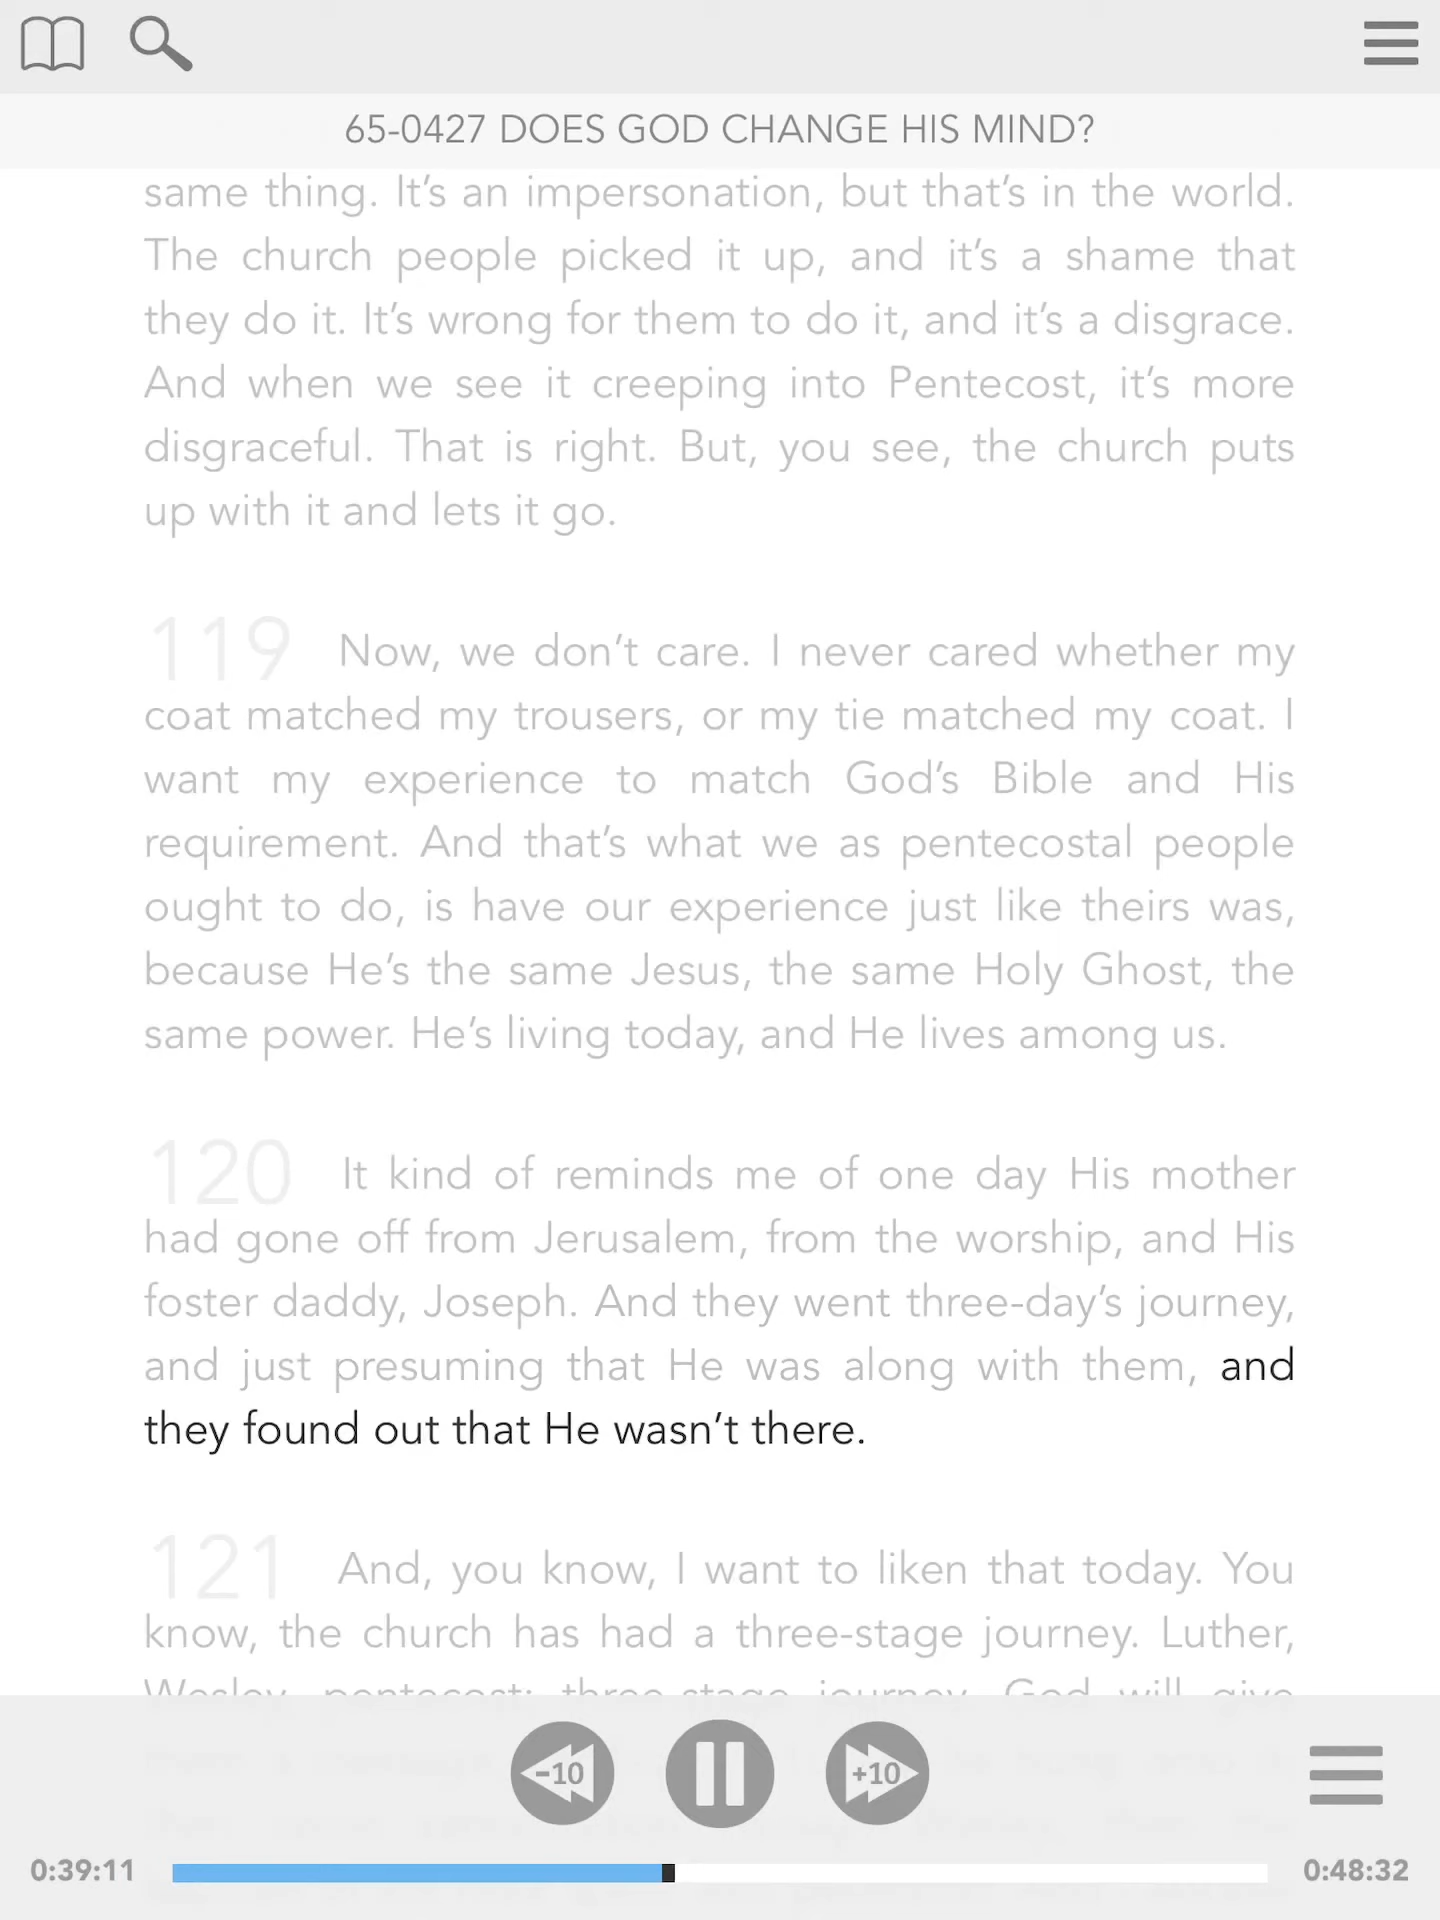 65-0427 DOES GOD CHANGE HIS MIND?
same thing. It’s an impersonation, but that’s in the world.
The church people picked it up, and it’s a shame that
they do it. It’s wrong for them to do it, and it’s a disgrace.
And when we see it creeping into Pentecost, it’s more
disgraceful. That is right. But, you see, the church puts
up with it and lets it go.
119 Now, we don’t care. I never cared whether my
coat matched my trousers, or my tie matched my coat. I
want my experience to match God’s Bible and His
requirement. And that’s what we as pentecostal people
ought to do, is have our experience just like theirs was,
because He’s the same Jesus, the same Holy Ghost, the
same power. He’s living today, and He lives among us.
120 It kind of reminds me of one day His mother
had gone off from Jerusalem, from the worship, and His
foster daddy, Joseph. And they went three-day’s journey,
and just presuming that He was along with them, and
they found out that He wasn’t there.
121 And, you know, I want to liken that today. You
know, the church has had a three-stage journey. Luther,
Wesley, pentecost; three-stage journey. God will give
-10 +10
0:39:11 0:48:32